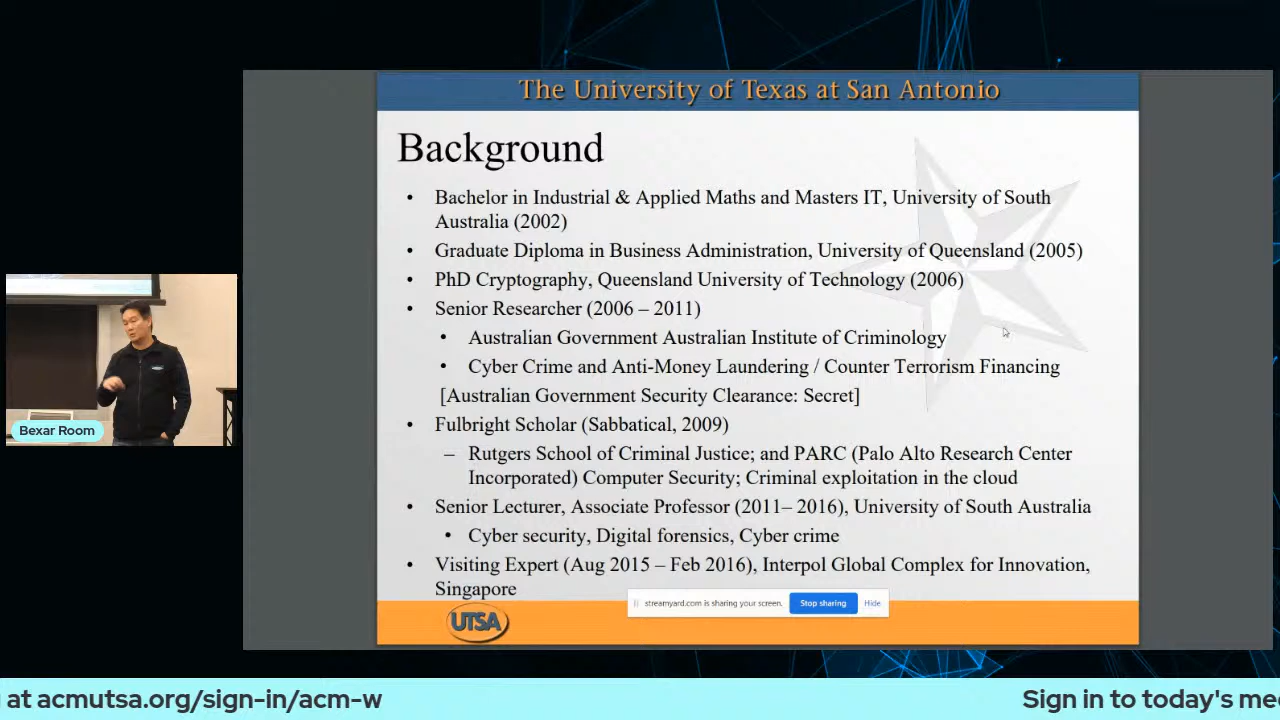 The University of Texas at San Antonio
Background
• Bachelor in Industrial & Applied Maths and Masters IT, University of South
Australia (2002)
• Graduate Diploma in Business Administration, University of Queensland (2005)
• PhD Cryptography, Queensland University of Technology (2006)
• Senior Researcher (2006 – 2011)
• Australian Government Australian Institute of Criminology
• Cyber Crime and Anti-Money Laundering / Counter Terrorism Financing
[Australian Government Security Clearance: Secret]
• Fulbright Scholar (Sabbatical, 2009)
– Rutgers School of Criminal Justice; and PARC (Palo Alto Research Center
Incorporated) Computer Security; Criminal exploitation in the cloud
• Senior Lecturer, Associate Professor (2011– 2016), University of South Australia
• Cyber security, Digital forensics, Cyber crime
• Visiting Expert (Aug 2015 – Feb 2016), Interpol Global Complex for Innovation,
Singapore
streamyard.com is sharing your screen. Stop sharing Hide
UTSA
Bexar Room
at acmutsa.org/sign-in/acm-w
Sign in to today's me